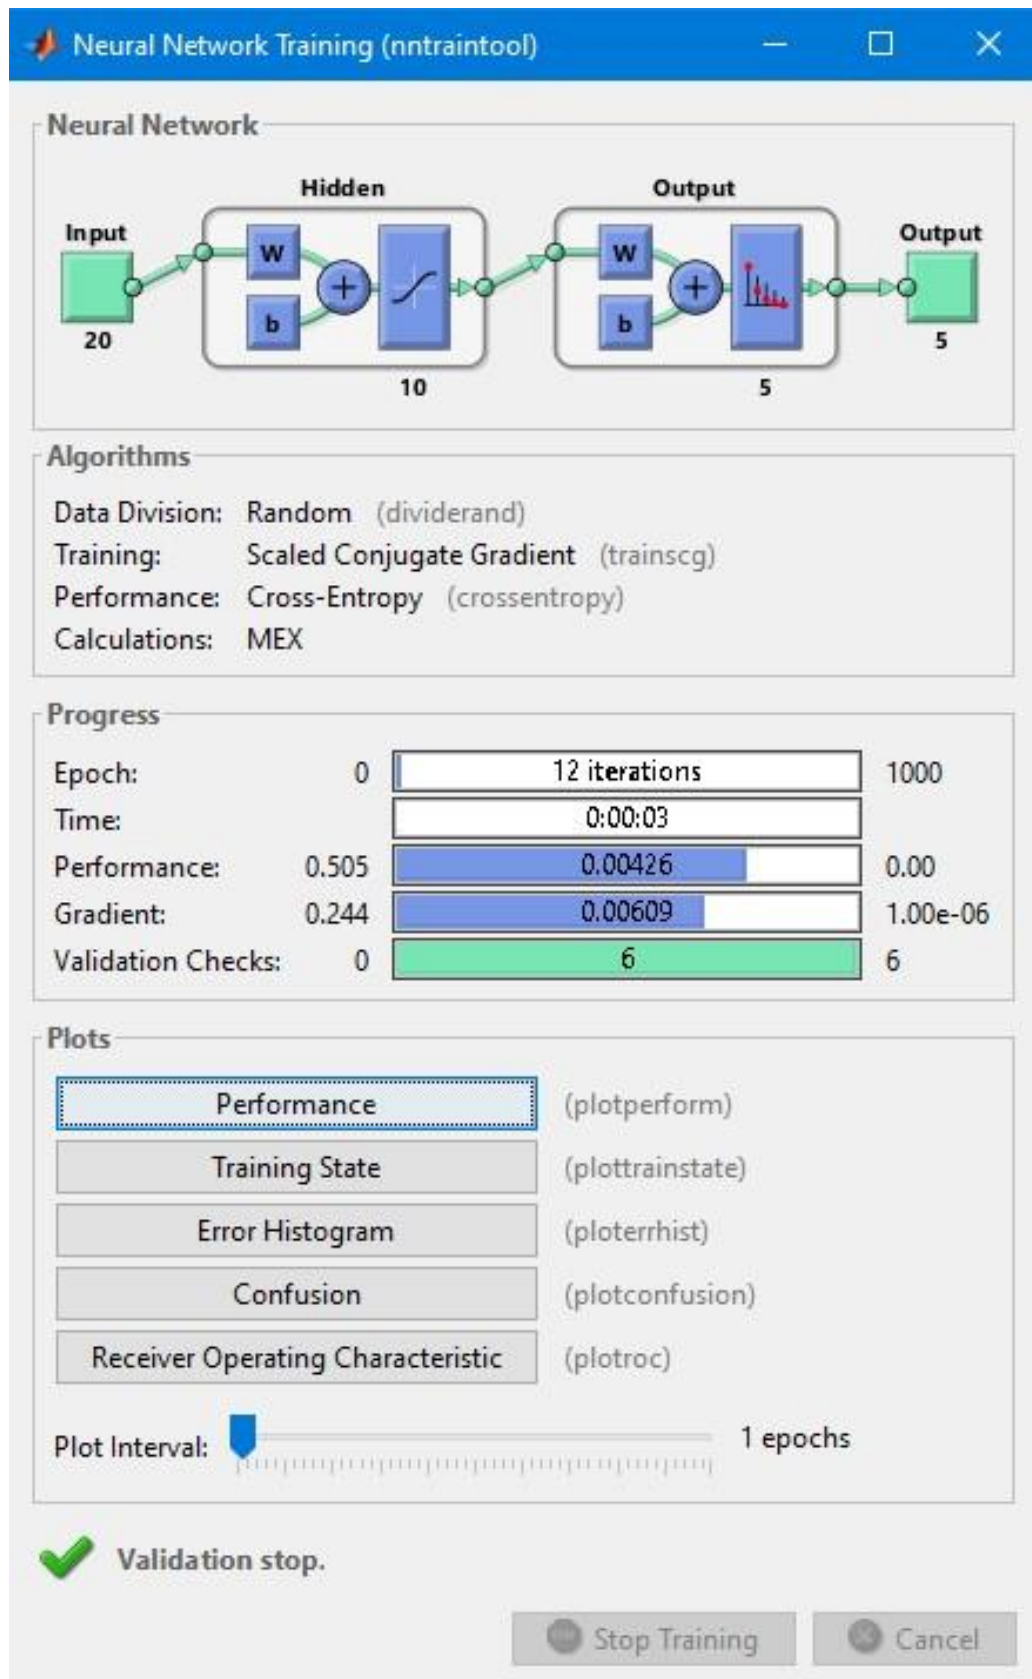 Neural Network Training (nntraintool)
Neural Network
Hidden Output
Input Output
W W
b b
20 5
10 5
Algorithms
Data Division: Random (dividerand)
Training: Scaled Conjugate Gradient (trainscg)
Performance: Cross-Entropy (crossentropy)
Calculations: MEX
Progress
Epoch: 0 12 iterations 1000
Time: 0:00:03
Performance: 0.505 0.00426 0.00
Gradient: 0.244 0.00609 1.00e-06
Validation Checks: 0 6 6
Plots
Performance (plotperform)
Training State (plottrainstate)
Error Histogram (ploterrhist)
Confusion (plotconfusion)
Receiver Operating Characteristic (plotroc)
Plot Interval: 1 epochs
Validation stop.
Stop Training Cancel